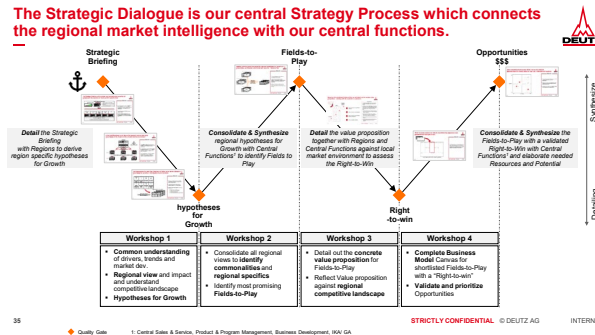 The Strategic Dialogue is our central Strategy Process which connects
the regional market intelligence with our central functions.
DEUT
Strategic
Briefing
Fields-to-
Play
Opportunities
$$$
Synthesize
Detail the Strategic
Briefing
with Regions to derive
region specific hypotheses
for Growth
Consolidate & Synthesize
regional hypotheses for
Growth with Central
Functions¹ to identify Fields to
Play
Detail the value proposition
together with Regions and
Central Functions against local
market environment to assess
the Right-to-Win
Consolidate & Synthesize the
Fields-to-Play with a validated
Right-to-Win with Central
Functions¹ and elaborate needed
Resources and Potential
Detailing
hypotheses
for
Growth
Right
-to-win
Workshop 1
Workshop 2
Workshop 3
Workshop 4
Common understanding
of drivers, trends and
market dev.
Regional view and impact
and understand
competitive landscape
Hypotheses for Growth
Consolidate all regional
views to identify
commonalities and
regional specifics
Identify most promising
Fields-to-Play
Detail out the concrete
value proposition for
Fields-to-Play
Reflect Value proposition
against regional
competitive landscape
Complete Business
Model Canvas for
shortlisted Fields-to-Play
with a “Right-to-win”
Validate and prioritize
Opportunities
35
STRICTLY CONFIDENTIAL © DEUTZ AG INTERN
Quality Gate 1: Central Sales & Service, Product & Program Management, Business Development, IKA/ GA